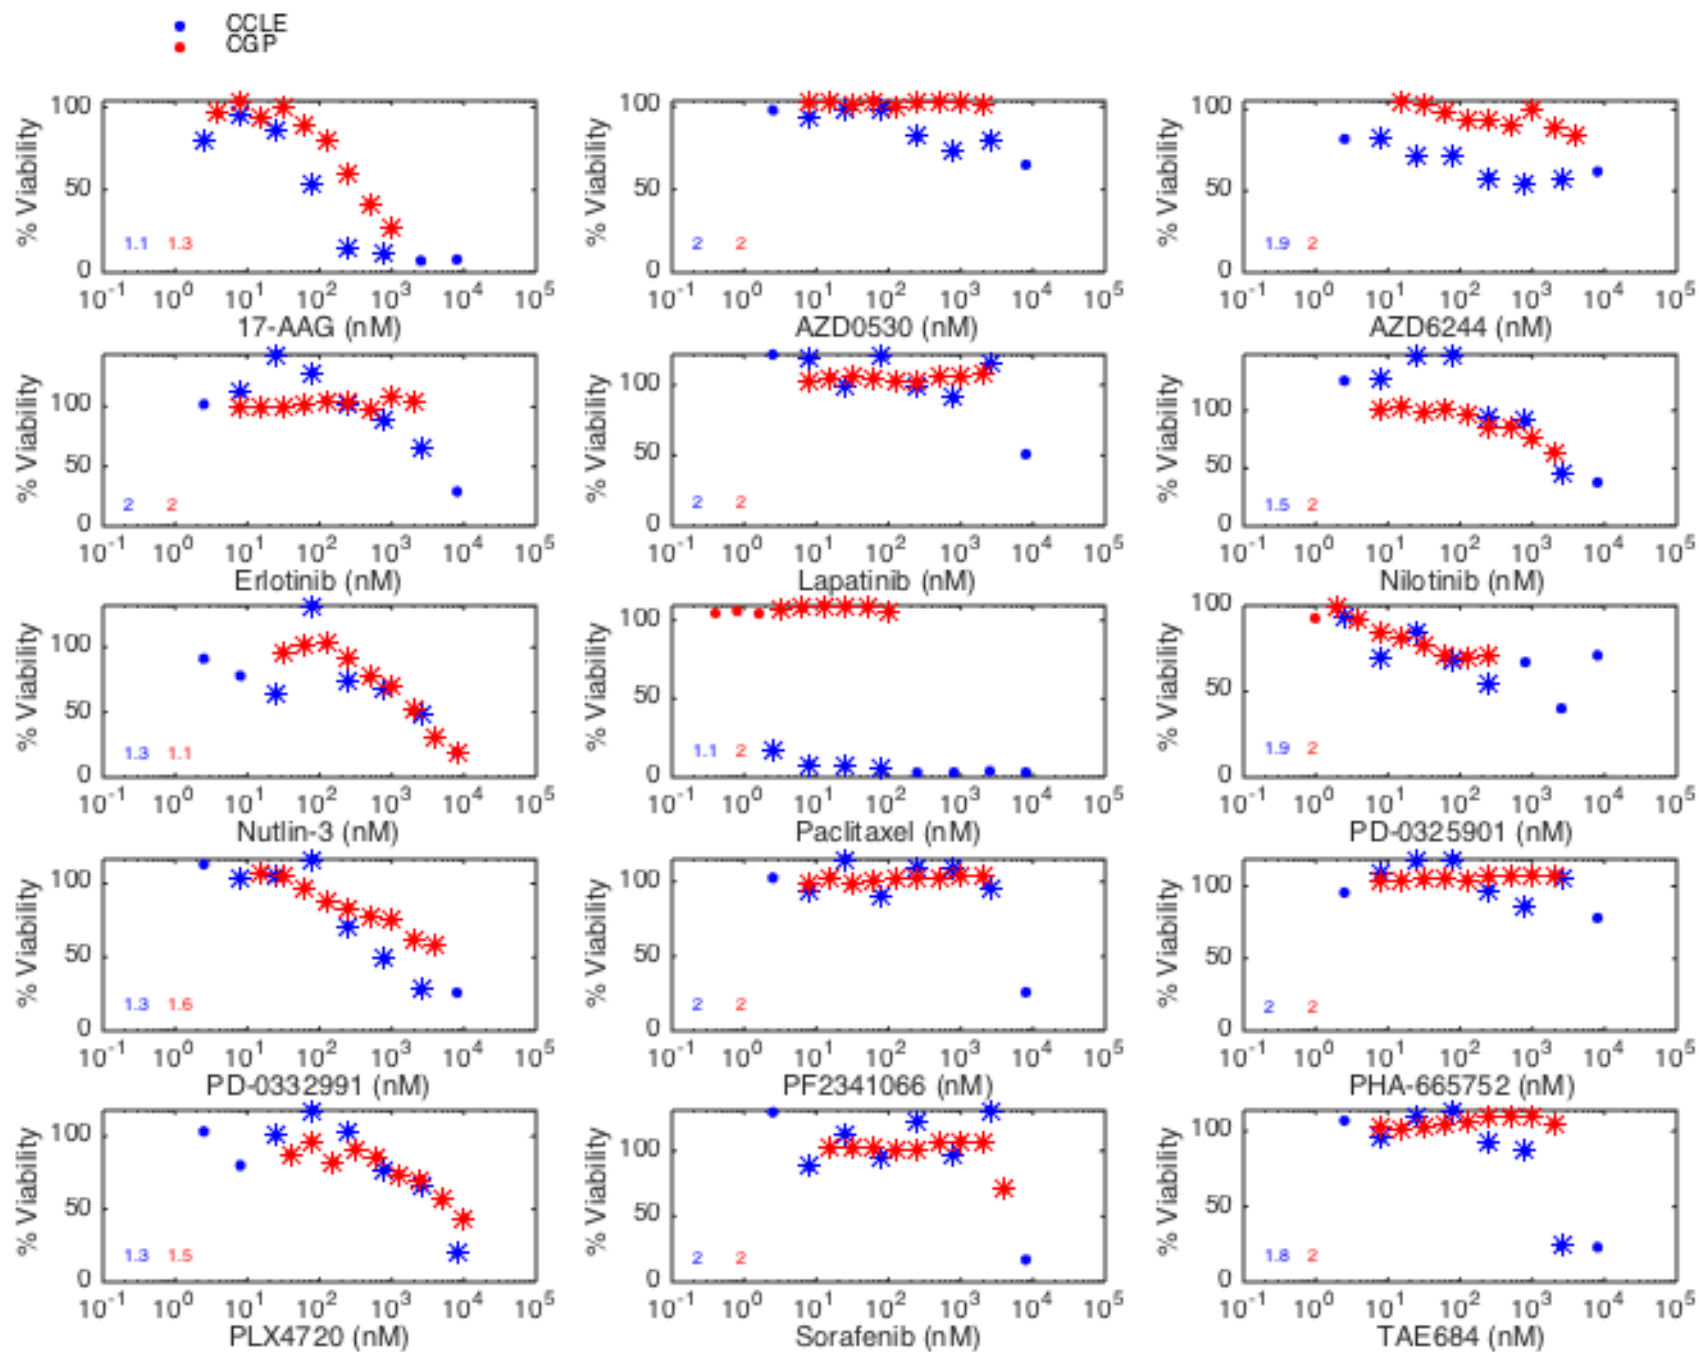 CCLE
CGP
% Viability 100 50 0 1.1 1.3 10-1 100 101 102 103 104 105 17-AAG (nM)
% Viability 100 50 0 2 2 10-1 100 101 102 103 104 105 AZD0530 (nM)
% Viability 100 50 0 1.9 2 10-1 100 101 102 103 104 105 AZD6244 (nM)
% Viability 100 50 0 2 2 10-1 100 101 102 103 104 105 Erlotinib (nM)
% Viability 100 50 0 2 2 10-1 100 101 102 103 104 105 Lapatinib (nM)
% Viability 100 50 0 1.5 2 10-1 100 101 102 103 104 105 Nilotinib (nM)
% Viability 100 50 0 1.3 1.1 10-1 100 101 102 103 104 105 Nutlin-3 (nM)
% Viability 100 50 0 1.1 2 10-1 100 101 102 103 104 105 Paclitaxel (nM)
% Viability 100 50 0 1.9 2 10-1 100 101 102 103 104 105 PD-0325901 (nM)
% Viability 100 50 0 1.3 1.6 10-1 100 101 102 103 104 105 PD-0332991 (nM)
% Viability 100 50 0 2 2 10-1 100 101 102 103 104 105 PF2341066 (nM)
% Viability 100 50 0 2 2 10-1 100 101 102 103 104 105 PHA-665752 (nM)
% Viability 100 50 0 1.3 1.5 10-1 100 101 102 103 104 105 PLX4720 (nM)
% Viability 100 50 0 2 2 10-1 100 101 102 103 104 105 Sorafenib (nM)
% Viability 100 50 0 1.8 2 10-1 100 101 102 103 104 105 TAE684 (nM)